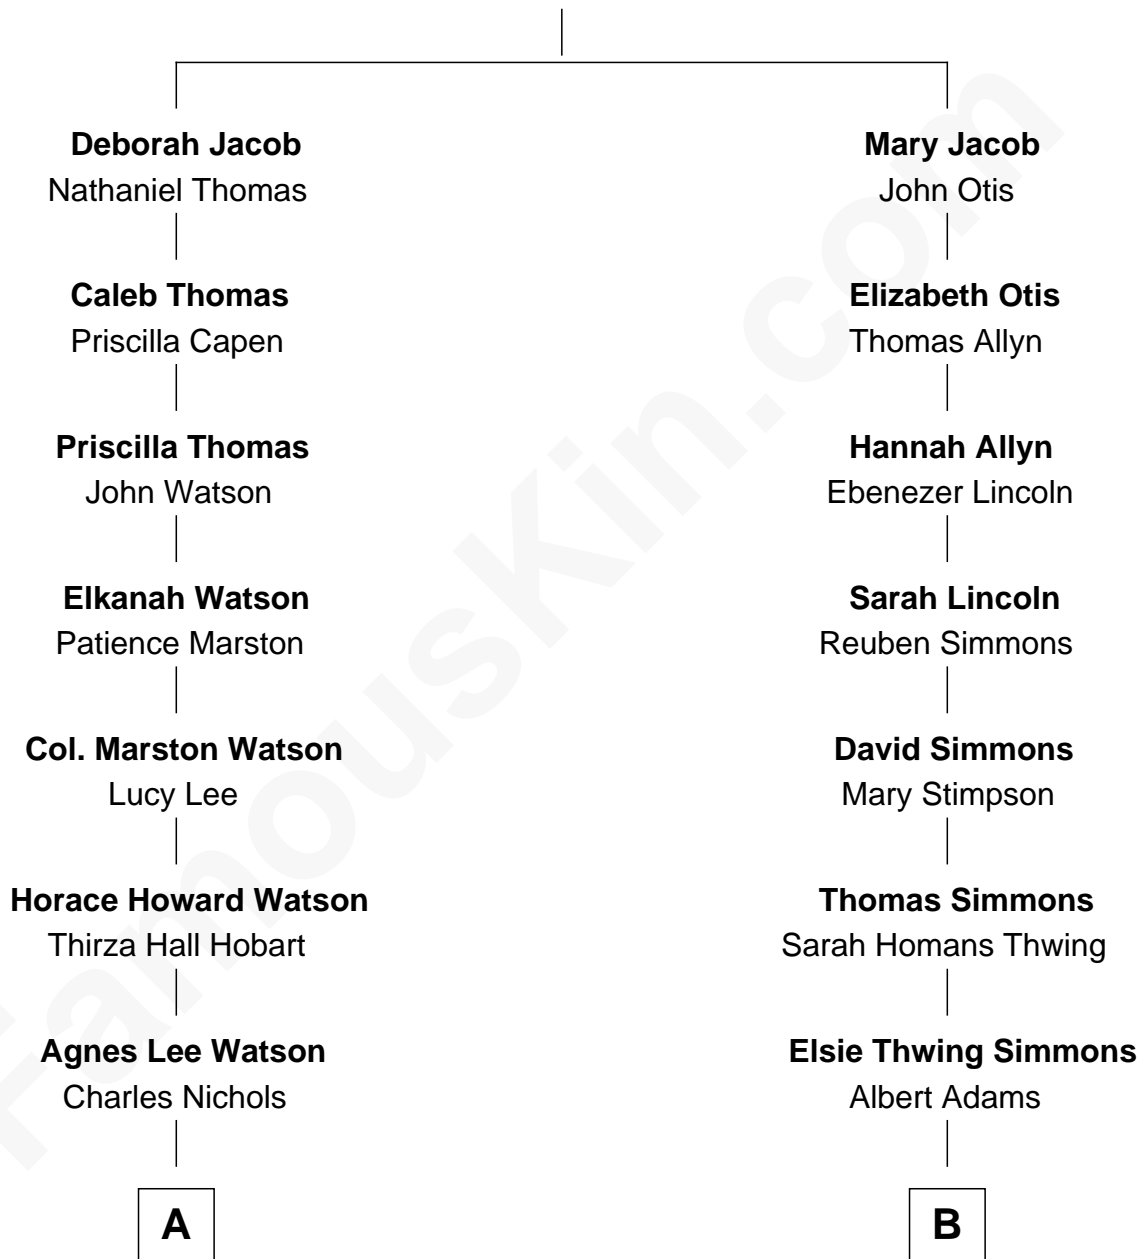 Deborah Jacob
Nathaniel Thomas
Caleb Thomas
Priscilla Capen
Priscilla Thomas
John Watson
Elkanah Watson
Patience Marston
Col. Marston Watson
Lucy Lee
Horace Howard Watson
Thirza Hall Hobart
Agnes Lee Watson
Charles Nichols
A
Mary Jacob
John Otis
Elizabeth Otis
Thomas Allyn
Hannah Allyn
Ebenezer Lincoln
Sarah Lincoln
Reuben Simmons
David Simmons
Mary Stimpson
Thomas Simmons
Sarah Homans Thwing
Elsie Thwing Simmons
Albert Adams
B
FamousKin.com